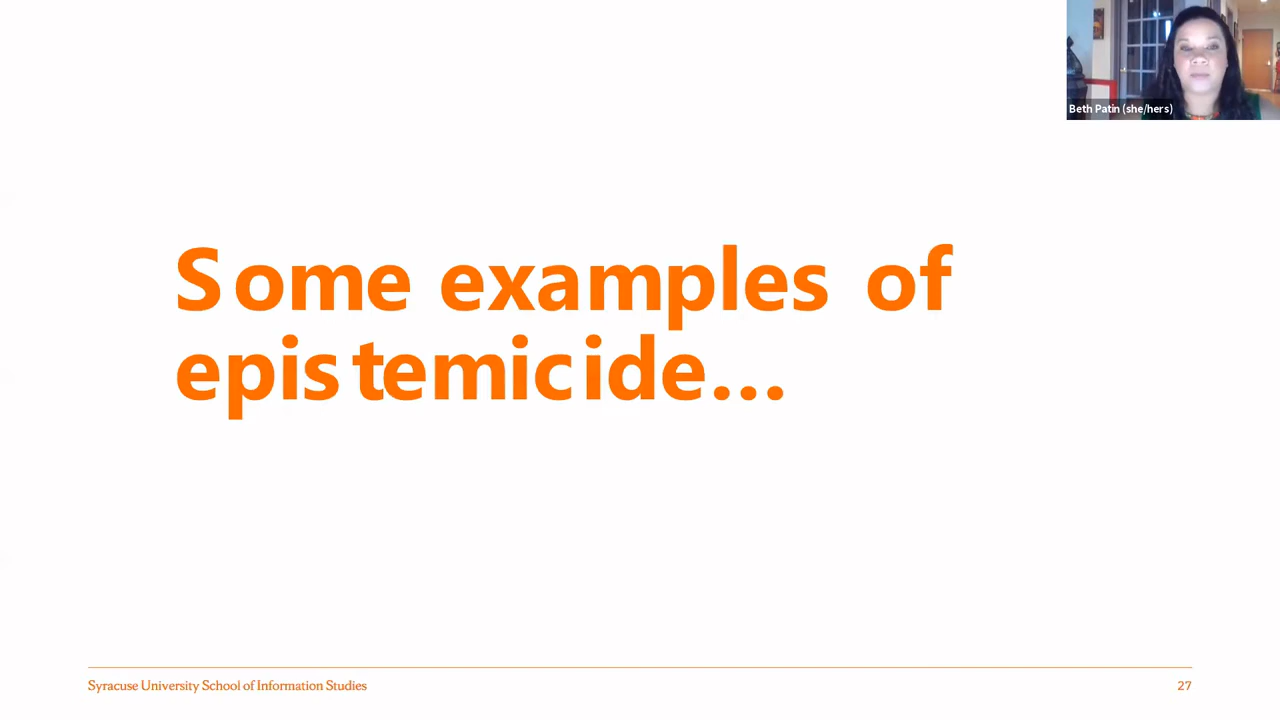 Beth Patin (she/hers)
Some examples of
epistemicide...
Syracuse University School of Information Studies
27